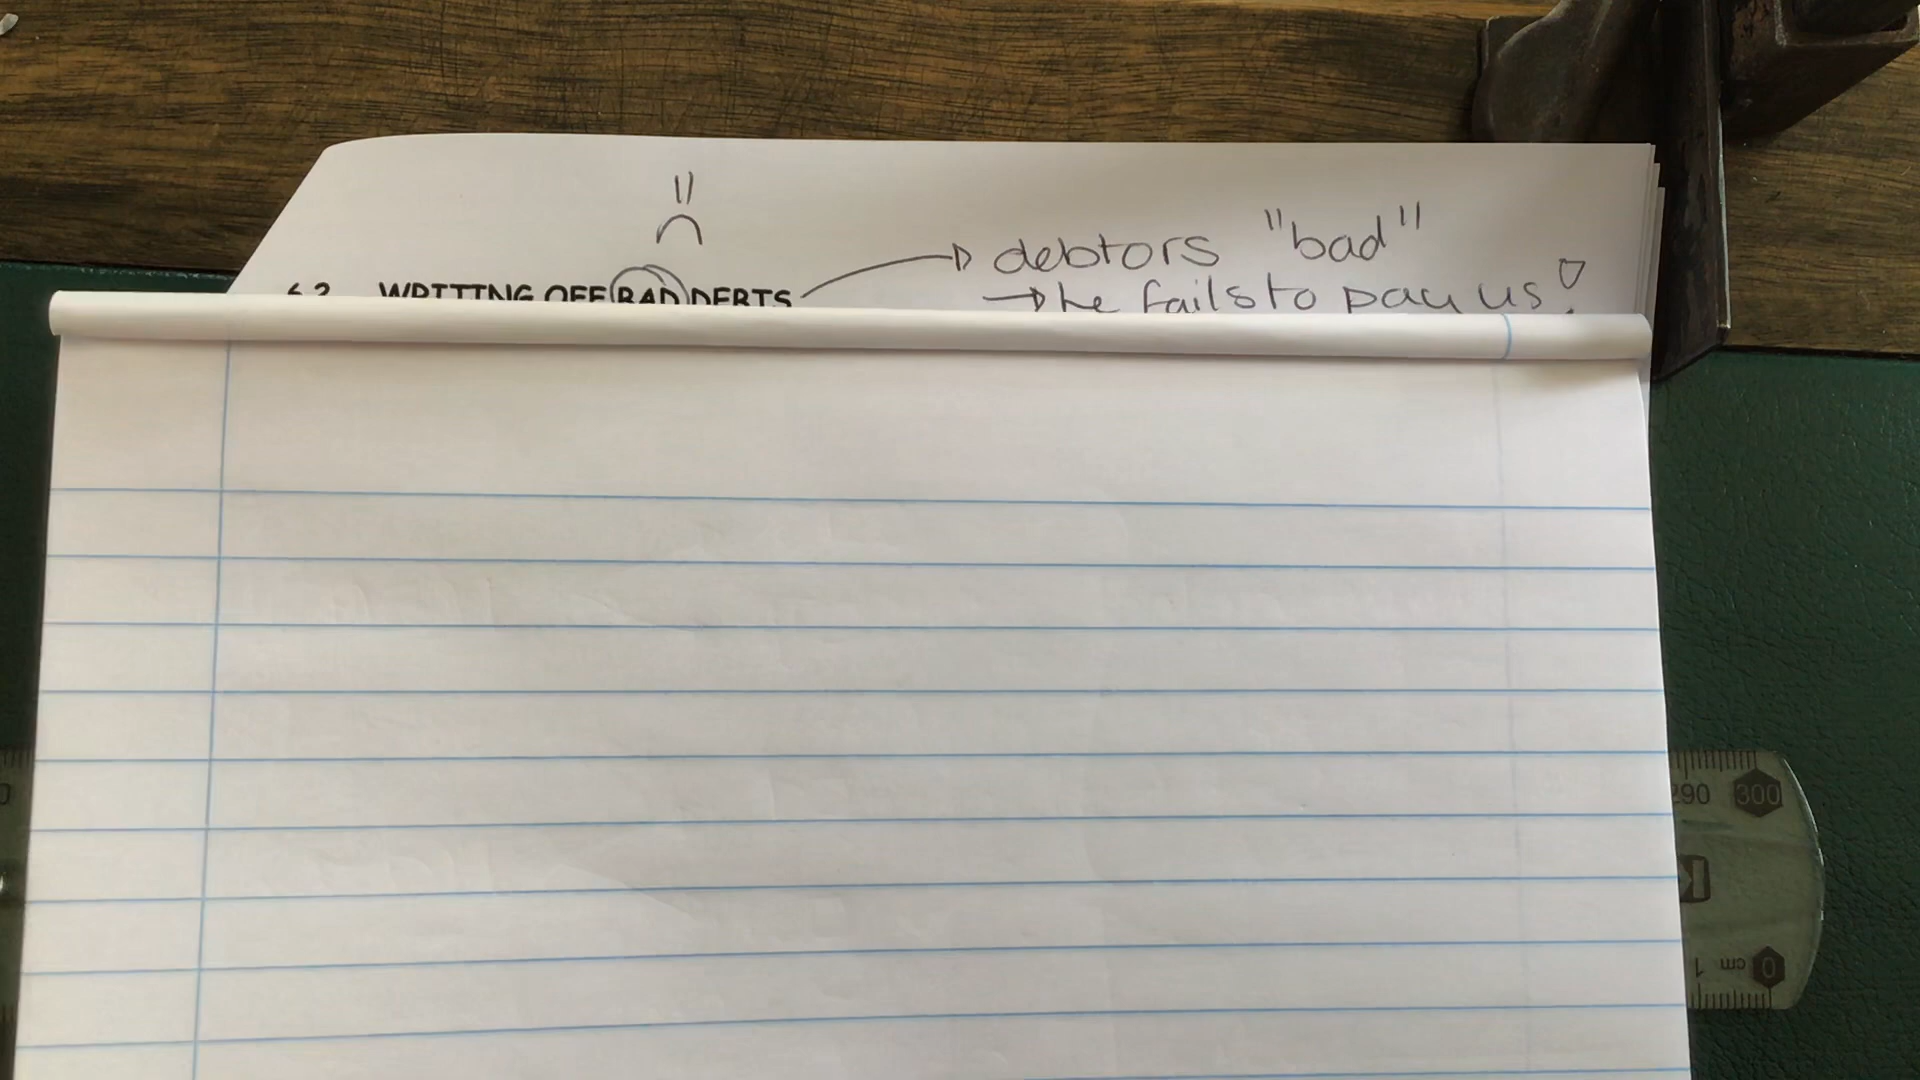 debtors "bad"
6.2 WRITING OFF BAD DEBTS
→ he fails to pay us!
290 300
0 cm 1